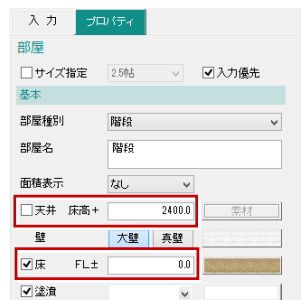 入 力 プロパティ
部屋
サイズ指定 2.5帖 入力優先
基本
部屋種別 階段
部屋名 階段
面積表示 なし
天井 床高+ 2400.0 素材
壁 大壁 真壁
床 FL± 0.0
塗潰